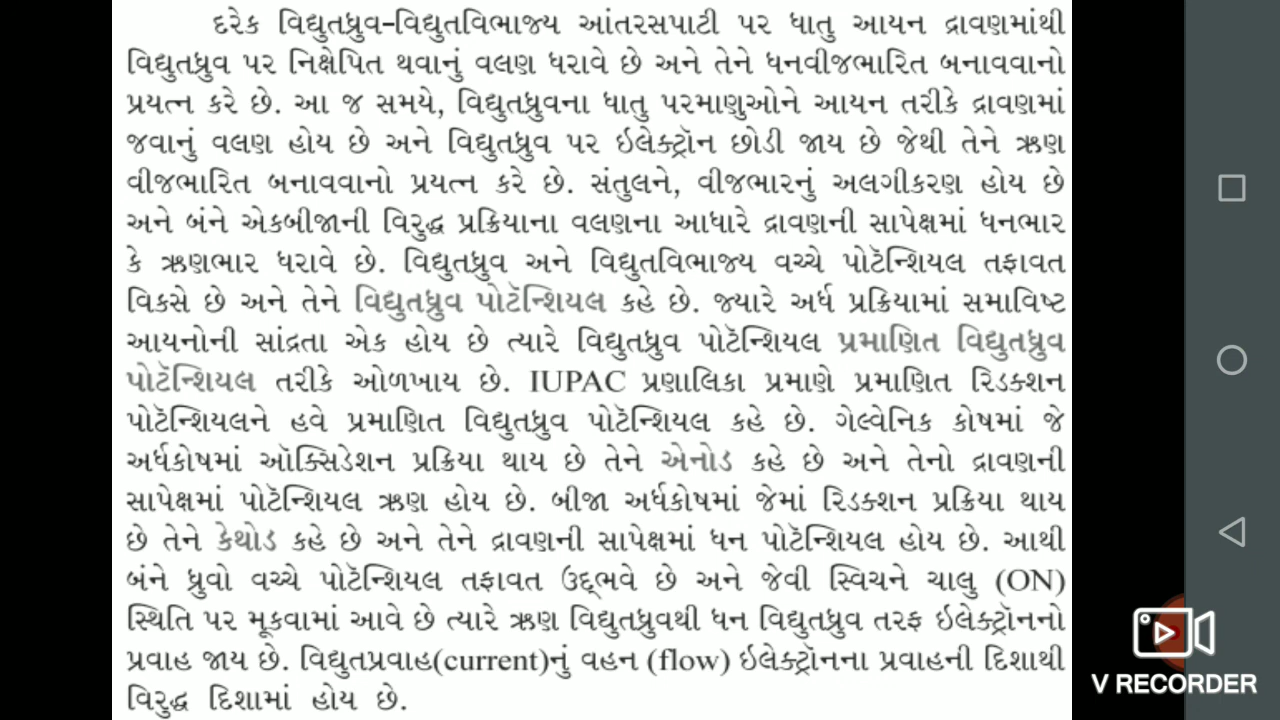 દરેક વિદ્યુતધ્રુવ–વિદ્યુતવિભાજ્ય આંતરસપાટી પર ધાતુ આયન દ્રાવણમાંથી
વિદ્યુતધ્રુવ પર નિક્ષેપિત થવાનું વલણ ધરાવે છે અને તેને ધનવીજભારિત બનાવવાનો
પ્રયત્ન કરે છે. આ જ સમયે, વિદ્યુતધ્રુવના ધાતુ પરમાણુઓને આયન તરીકે દ્રાવણમાં
જવાનું વલણ હોય છે અને વિદ્યુતધ્રુવ પર ઇલેક્ટ્રૉન છોડી જાય છે જેથી તેને ઋણ
વીજભારિત બનાવવાનો પ્રયત્ન કરે છે. સંતુલને, વીજભારનું અલગીકરણ હોય છે
અને બંને એકબીજાની વિરુદ્ધ પ્રક્રિયાના વલણના આધારે દ્રાવણની સાપેક્ષમાં ધનભાર
કે ઋણભાર ધરાવે છે. વિદ્યુતધ્રુવ અને વિદ્યુતવિભાજ્ય વચ્ચે પોટૅન્શિયલ તફાવત
વિકસે છે અને તેને વિદ્યુતધ્રુવ પોટૅન્શિયલ કહે છે. જ્યારે અર્ધ પ્રક્રિયામાં સમાવિષ્ટ
આયનોની સાંદ્રતા એક હોય છે ત્યારે વિદ્યુતધ્રુવ પોટૅન્શિયલ પ્રમાણિત વિદ્યુતધ્રુવ
પોટૅન્શિયલ તરીકે ઓળખાય છે. IUPAC પ્રણાલિકા પ્રમાણે પ્રમાણિત રિડક્શન
પોટૅન્શિયલને હવે પ્રમાણિત વિદ્યુતધ્રુવ પોટૅન્શિયલ કહે છે. ગેલ્વેનિક કોષમાં જે
અર્ધકોષમાં ઑક્સિડેશન પ્રક્રિયા થાય છે તેને એનોડ કહે છે અને તેનો દ્રાવણની
સાપેક્ષમાં પોટૅન્શિયલ ઋણ હોય છે. બીજા અર્ધકોષમાં જેમાં રિડક્શન પ્રક્રિયા થાય
છે તેને કેથોડ કહે છે અને તેને દ્રાવણની સાપેક્ષમાં ધન પોટૅન્શિયલ હોય છે. આથી
બંને ધ્રુવો વચ્ચે પોટૅન્શિયલ તફાવત ઉદ્ભવે છે અને જેવી સ્વિચને ચાલુ (ON)
સ્થિતિ પર મૂકવામાં આવે છે ત્યારે ઋણ વિદ્યુતધ્રુવથી ધન વિદ્યુતધ્રુવ તરફ ઇલેક્ટ્રૉનનો
પ્રવાહ જાય છે. વિદ્યુતપ્રવાહ(current)નું વહન (flow) ઇલેક્ટ્રૉનના પ્રવાહની દિશાથી
વિરુદ્ધ દિશામાં હોય છે.
V RECORDER